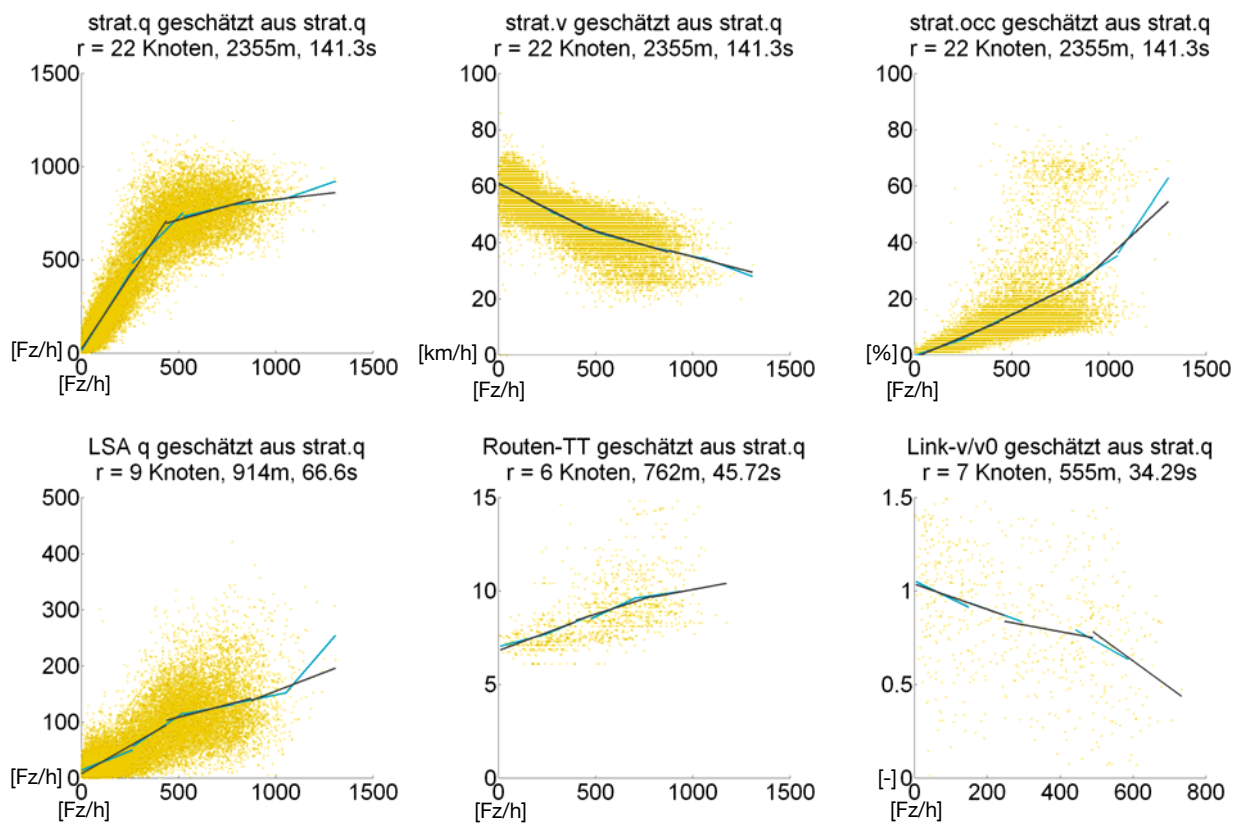 strat.q geschätzt aus strat.q
r = 22 Knoten, 2355m, 141.3s
1500
1000
500
[Fz/h] 0
0 500 1000 1500
[Fz/h]
strat.v geschätzt aus strat.q
r = 22 Knoten, 2355m, 141.3s
100
80
60
40
20
[km/h] 0
0 500 1000 1500
[Fz/h]
strat.occ geschätzt aus strat.q
r = 22 Knoten, 2355m, 141.3s
100
80
60
40
20
[%] 0
0 500 1000 1500
[Fz/h]
LSA q geschätzt aus strat.q
r = 9 Knoten, 914m, 66.6s
500
400
300
200
100
[Fz/h] 0
0 500 1000 1500
[Fz/h]
Routen-TT geschätzt aus strat.q
r = 6 Knoten, 762m, 45.72s
15
10
5
0
0 500 1000 1500
[Fz/h]
Link-v/v0 geschätzt aus strat.q
r = 7 Knoten, 555m, 34.29s
1.5
1
0.5
[-] 0
0 200 400 600 800
[Fz/h]